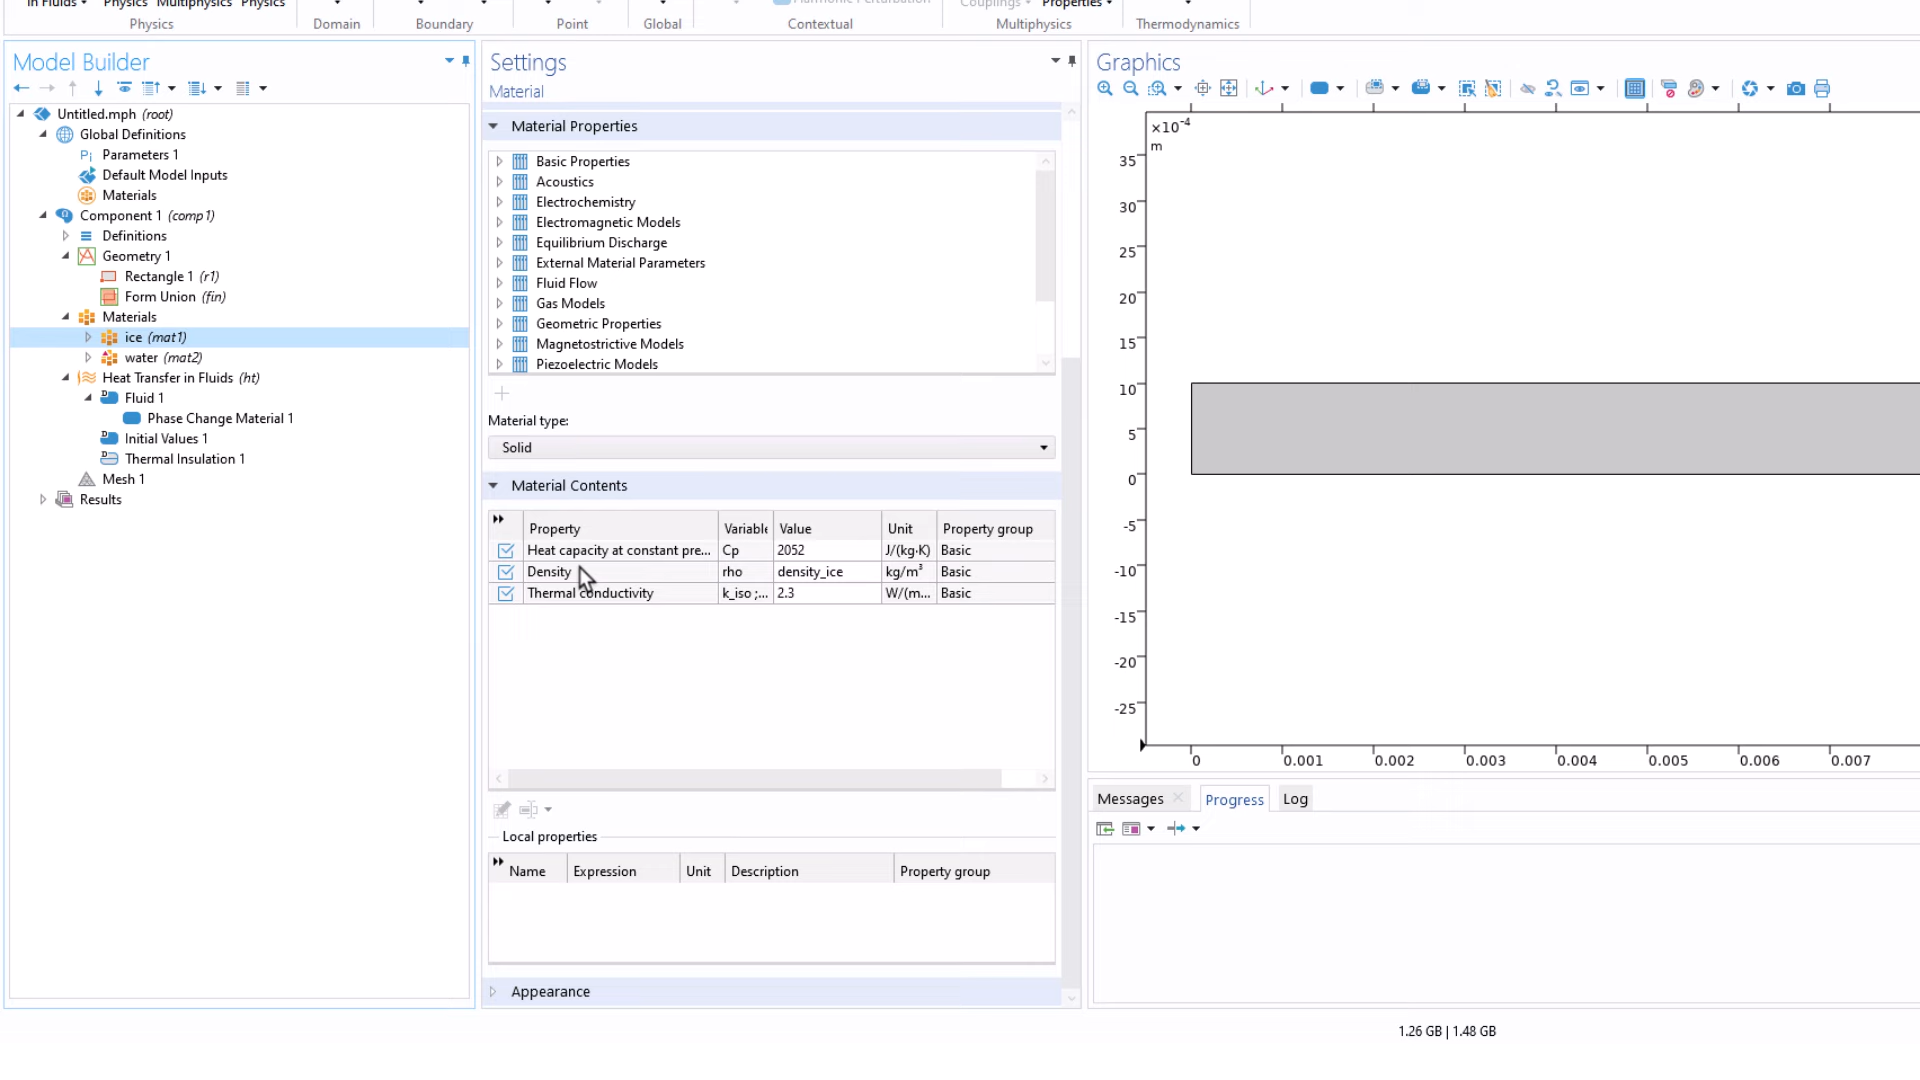 in Fluids Physics Multiphysics Physics Couplings Properties
Physics Domain Boundary Point Global Contextual Multiphysics Thermodynamics
Model Builder
Untitled.mph (root)
Global Definitions
Pi Parameters 1
Default Model Inputs
Materials
Component 1 (comp1)
Definitions
Geometry 1
Rectangle 1 (r1)
Form Union (fin)
Materials
ice (mat1)
water (mat2)
Heat Transfer in Fluids (ht)
Fluid 1
Phase Change Material 1
Initial Values 1
Thermal Insulation 1
Mesh 1
Results
Settings
Material
Material Properties
Basic Properties
Acoustics
Electrochemistry
Electromagnetic Models
Equilibrium Discharge
External Material Parameters
Fluid Flow
Gas Models
Geometric Properties
Magnetostrictive Models
Piezoelectric Models
Material type:
Solid
Material Contents
Property Variable Value Unit Property group
Heat capacity at constant pre... Cp 2052 J/(kg·K) Basic
Density rho density_ice kg/m³ Basic
Thermal conductivity k_iso ;... 2.3 W/(m... Basic
Local properties
Name Expression Unit Description Property group
Appearance
Graphics
×10⁻⁴
m
35
30
25
20
15
10
5
0
-5
-10
-15
-20
-25
0 0.001 0.002 0.003 0.004 0.005 0.006 0.007
Messages Progress Log
1.26 GB | 1.48 GB